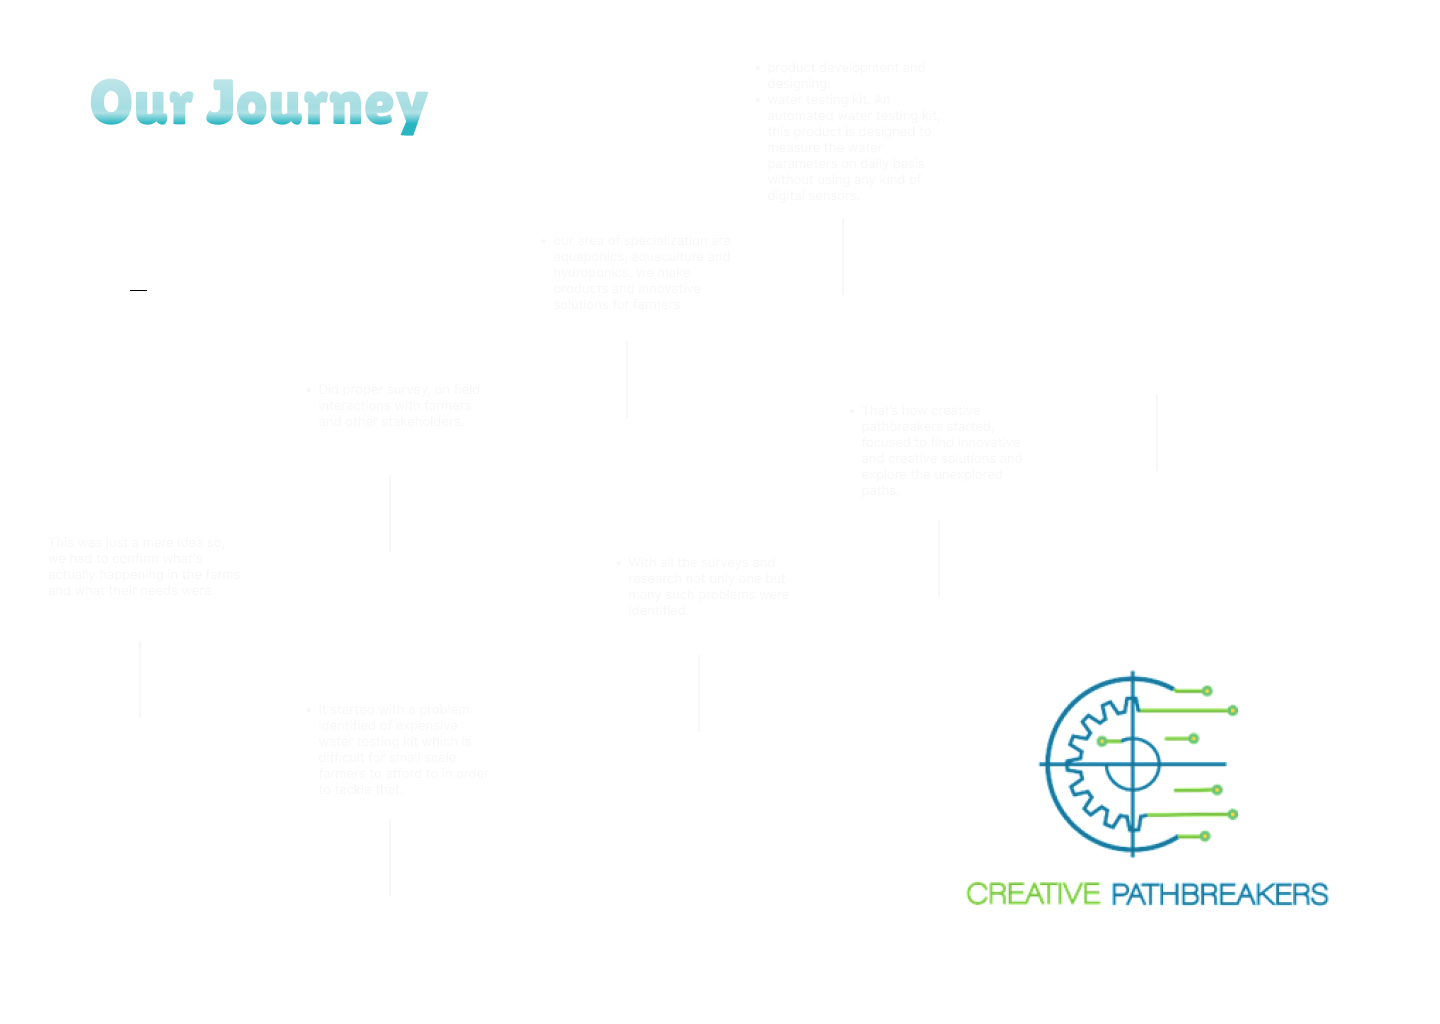 Our Journey
• product development and
designing.
• water testing kit: An
automated water testing kit,
this product is designed to
measure the water
parameters on daily basis
without using any kind of
digital sensors.
• our area of specialization are
aquaponics, aquaculture and
hydroponics, we make
products and innovative
solutions for farmers
• Did proper survey, on field
interactions with farmers
and other stakeholders.
• That's how creative
pathbreakers started,
focused to find innovative
and creative solutions and
explore the unexplored
paths
This was just a mere idea so,
we had to confirm what's
actually happening in the farms
and what their needs were
• With all the surveys and
research not only one but
many such problems were
identified.
• It started with a problem
identified of expensive
water testing kit which is
difficult for small scale
farmers to afford to in order
to tackle that.
CREATIVE PATHBREAKERS